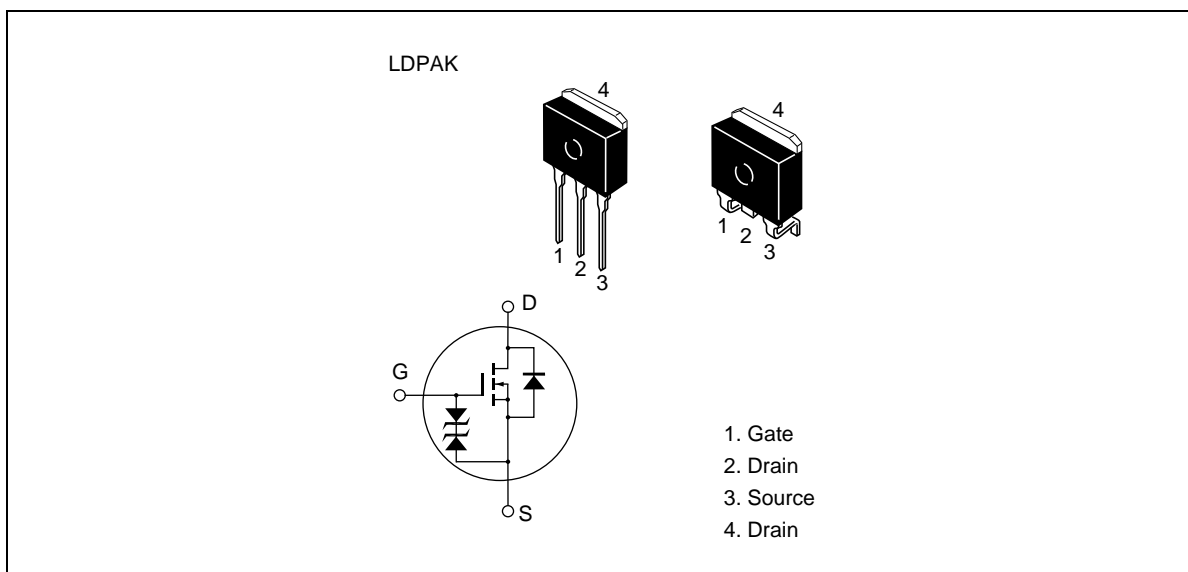 LDPAK
4
4
1
2
3
1
2
3
D
G
S
1. Gate
2. Drain
3. Source
4. Drain